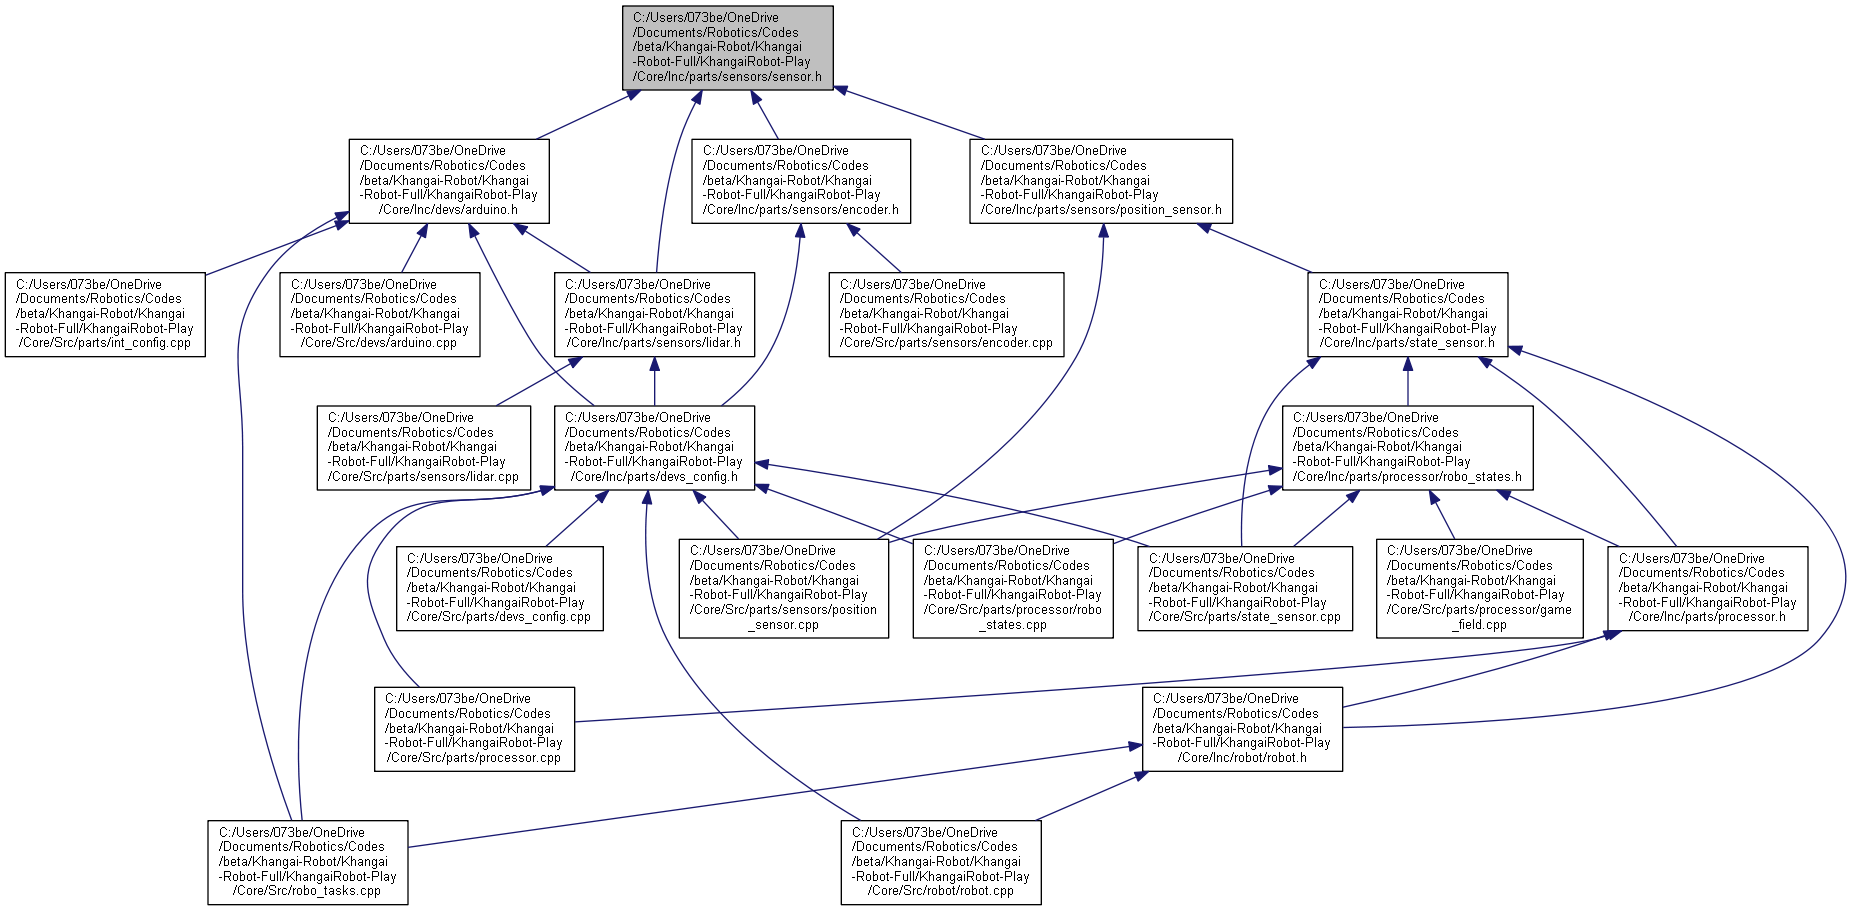 C:/Users/073be/OneDrive
/Documents/Robotics/Codes
/beta/Khangai-Robot/Khangai
-Robot-Full/KhangaiRobot-Play
/Core/Inc/parts/sensors/sensor.h
C:/Users/073be/OneDrive
/Documents/Robotics/Codes
/beta/Khangai-Robot/Khangai
-Robot-Full/KhangaiRobot-Play
/Core/Inc/devs/arduino.h
C:/Users/073be/OneDrive
/Documents/Robotics/Codes
/beta/Khangai-Robot/Khangai
-Robot-Full/KhangaiRobot-Play
/Core/Inc/parts/sensors/encoder.h
C:/Users/073be/OneDrive
/Documents/Robotics/Codes
/beta/Khangai-Robot/Khangai
-Robot-Full/KhangaiRobot-Play
/Core/Inc/parts/sensors/position_sensor.h
C:/Users/073be/OneDrive
/Documents/Robotics/Codes
/beta/Khangai-Robot/Khangai
-Robot-Full/KhangaiRobot-Play
/Core/Src/parts/int_config.cpp
C:/Users/073be/OneDrive
/Documents/Robotics/Codes
/beta/Khangai-Robot/Khangai
-Robot-Full/KhangaiRobot-Play
/Core/Src/devs/arduino.cpp
C:/Users/073be/OneDrive
/Documents/Robotics/Codes
/beta/Khangai-Robot/Khangai
-Robot-Full/KhangaiRobot-Play
/Core/Inc/parts/sensors/lidar.h
C:/Users/073be/OneDrive
/Documents/Robotics/Codes
/beta/Khangai-Robot/Khangai
-Robot-Full/KhangaiRobot-Play
/Core/Src/parts/sensors/encoder.cpp
C:/Users/073be/OneDrive
/Documents/Robotics/Codes
/beta/Khangai-Robot/Khangai
-Robot-Full/KhangaiRobot-Play
/Core/Inc/parts/state_sensor.h
C:/Users/073be/OneDrive
/Documents/Robotics/Codes
/beta/Khangai-Robot/Khangai
-Robot-Full/KhangaiRobot-Play
/Core/Src/parts/sensors/lidar.cpp
C:/Users/073be/OneDrive
/Documents/Robotics/Codes
/beta/Khangai-Robot/Khangai
-Robot-Full/KhangaiRobot-Play
/Core/Inc/parts/devs_config.h
C:/Users/073be/OneDrive
/Documents/Robotics/Codes
/beta/Khangai-Robot/Khangai
-Robot-Full/KhangaiRobot-Play
/Core/Inc/parts/processor/robo_states.h
C:/Users/073be/OneDrive
/Documents/Robotics/Codes
/beta/Khangai-Robot/Khangai
-Robot-Full/KhangaiRobot-Play
/Core/Src/parts/devs_config.cpp
C:/Users/073be/OneDrive
/Documents/Robotics/Codes
/beta/Khangai-Robot/Khangai
-Robot-Full/KhangaiRobot-Play
/Core/Src/parts/sensors/position
_sensor.cpp
C:/Users/073be/OneDrive
/Documents/Robotics/Codes
/beta/Khangai-Robot/Khangai
-Robot-Full/KhangaiRobot-Play
/Core/Src/parts/processor/robo
_states.cpp
C:/Users/073be/OneDrive
/Documents/Robotics/Codes
/beta/Khangai-Robot/Khangai
-Robot-Full/KhangaiRobot-Play
/Core/Src/parts/state_sensor.cpp
C:/Users/073be/OneDrive
/Documents/Robotics/Codes
/beta/Khangai-Robot/Khangai
-Robot-Full/KhangaiRobot-Play
/Core/Src/parts/processor/game
_field.cpp
C:/Users/073be/OneDrive
/Documents/Robotics/Codes
/beta/Khangai-Robot/Khangai
-Robot-Full/KhangaiRobot-Play
/Core/Inc/parts/processor.h
C:/Users/073be/OneDrive
/Documents/Robotics/Codes
/beta/Khangai-Robot/Khangai
-Robot-Full/KhangaiRobot-Play
/Core/Src/parts/processor.cpp
C:/Users/073be/OneDrive
/Documents/Robotics/Codes
/beta/Khangai-Robot/Khangai
-Robot-Full/KhangaiRobot-Play
/Core/Inc/robot/robot.h
C:/Users/073be/OneDrive
/Documents/Robotics/Codes
/beta/Khangai-Robot/Khangai
-Robot-Full/KhangaiRobot-Play
/Core/Src/robo_tasks.cpp
C:/Users/073be/OneDrive
/Documents/Robotics/Codes
/beta/Khangai-Robot/Khangai
-Robot-Full/KhangaiRobot-Play
/Core/Src/robot/robot.cpp